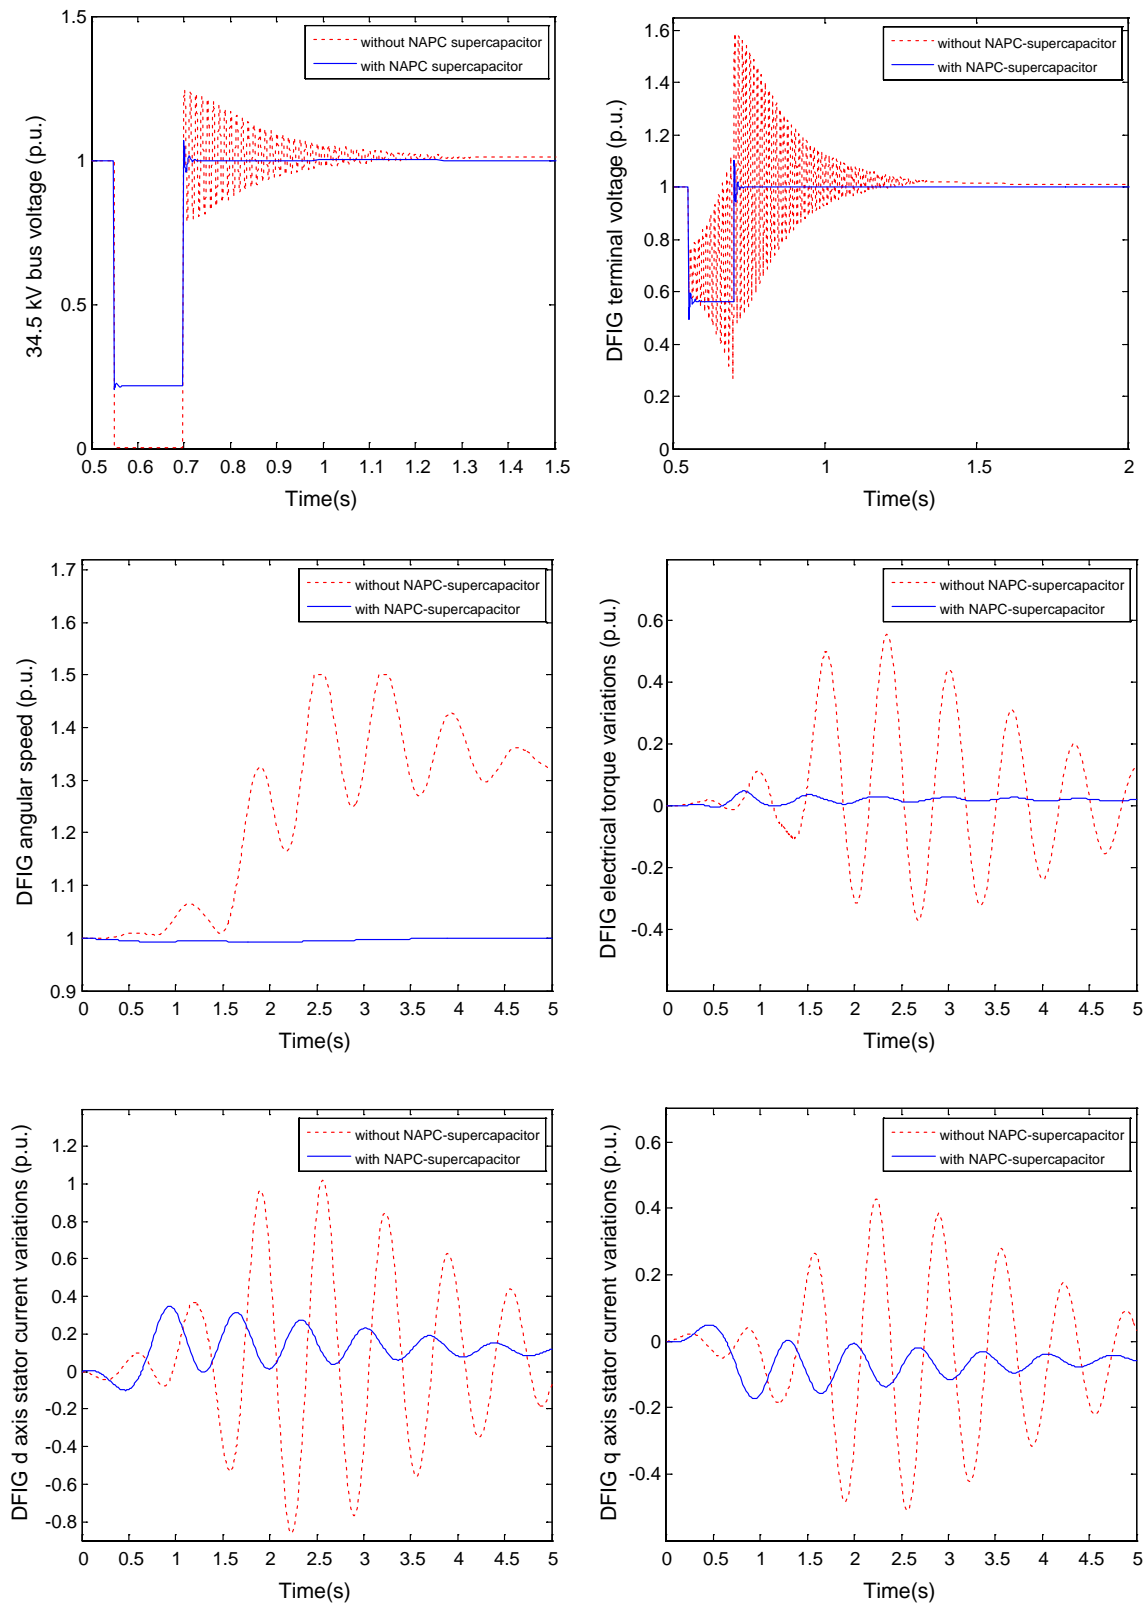 34.5 kV bus voltage (p.u.)
1.5
1
0.5
0
without NAPC supercapacitor
with NAPC supercapacitor
0.5 0.6 0.7 0.8 0.9 1 1.1 1.2 1.3 1.4 1.5
Time(s)
DFIG terminal voltage (p.u.)
1.6
1.4
1.2
1
0.8
0.6
0.4
0.2
0
without NAPC-supercapacitor
with NAPC-supercapacitor
0.5 1 1.5 2
Time(s)
DFIG angular speed (p.u.)
1.7
1.6
1.5
1.4
1.3
1.2
1.1
1
0.9
without NAPC-supercapacitor
with NAPC-supercapacitor
0 0.5 1 1.5 2 2.5 3 3.5 4 4.5 5
Time(s)
DFIG electrical torque variations (p.u.)
0.6
0.4
0.2
0
-0.2
-0.4
without NAPC-supercapacitor
with NAPC-supercapacitor
0 0.5 1 1.5 2 2.5 3 3.5 4 4.5 5
Time(s)
DFIG d axis stator current variations (p.u.)
1.2
1
0.8
0.6
0.4
0.2
0
-0.2
-0.4
-0.6
-0.8
without NAPC-supercapacitor
with NAPC-supercapacitor
0 0.5 1 1.5 2 2.5 3 3.5 4 4.5 5
Time(s)
DFIG q axis stator current variations (p.u.)
0.6
0.4
0.2
0
-0.2
-0.4
without NAPC-supercapacitor
with NAPC-supercapacitor
0 0.5 1 1.5 2 2.5 3 3.5 4 4.5 5
Time(s)